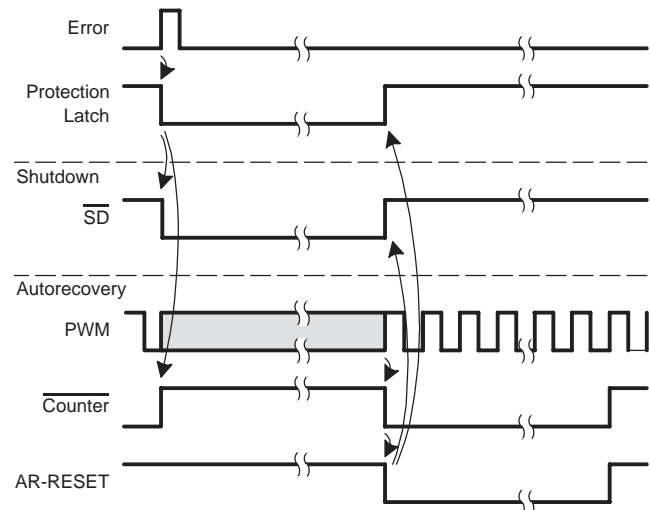 Error
Protection
Latch
Shutdown
SD
Autorecovery
PWM
Counter
AR-RESET